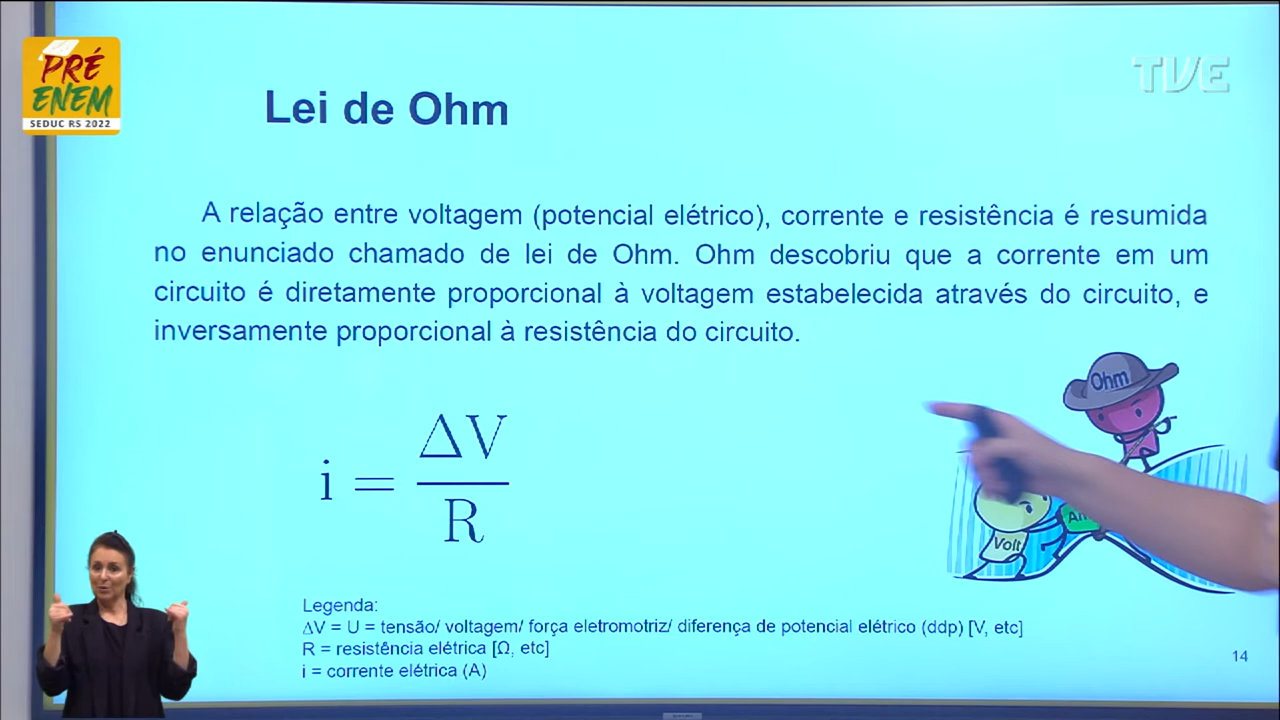 PRÉ
ENEM
SEDUC RS 2022
TVE
Lei de Ohm
A relação entre voltagem (potencial elétrico), corrente e resistência é resumida
no enunciado chamado de lei de Ohm. Ohm descobriu que a corrente em um
circuito é diretamente proporcional à voltagem estabelecida através do circuito, e
inversamente proporcional à resistência do circuito.
i = ΔV / R
Ohm
Volt
Legenda:
ΔV = U = tensão/ voltagem/ força eletromotriz/ diferença de potencial elétrico (ddp) [V, etc]
R = resistência elétrica [Ω, etc]
i = corrente elétrica (A)
14